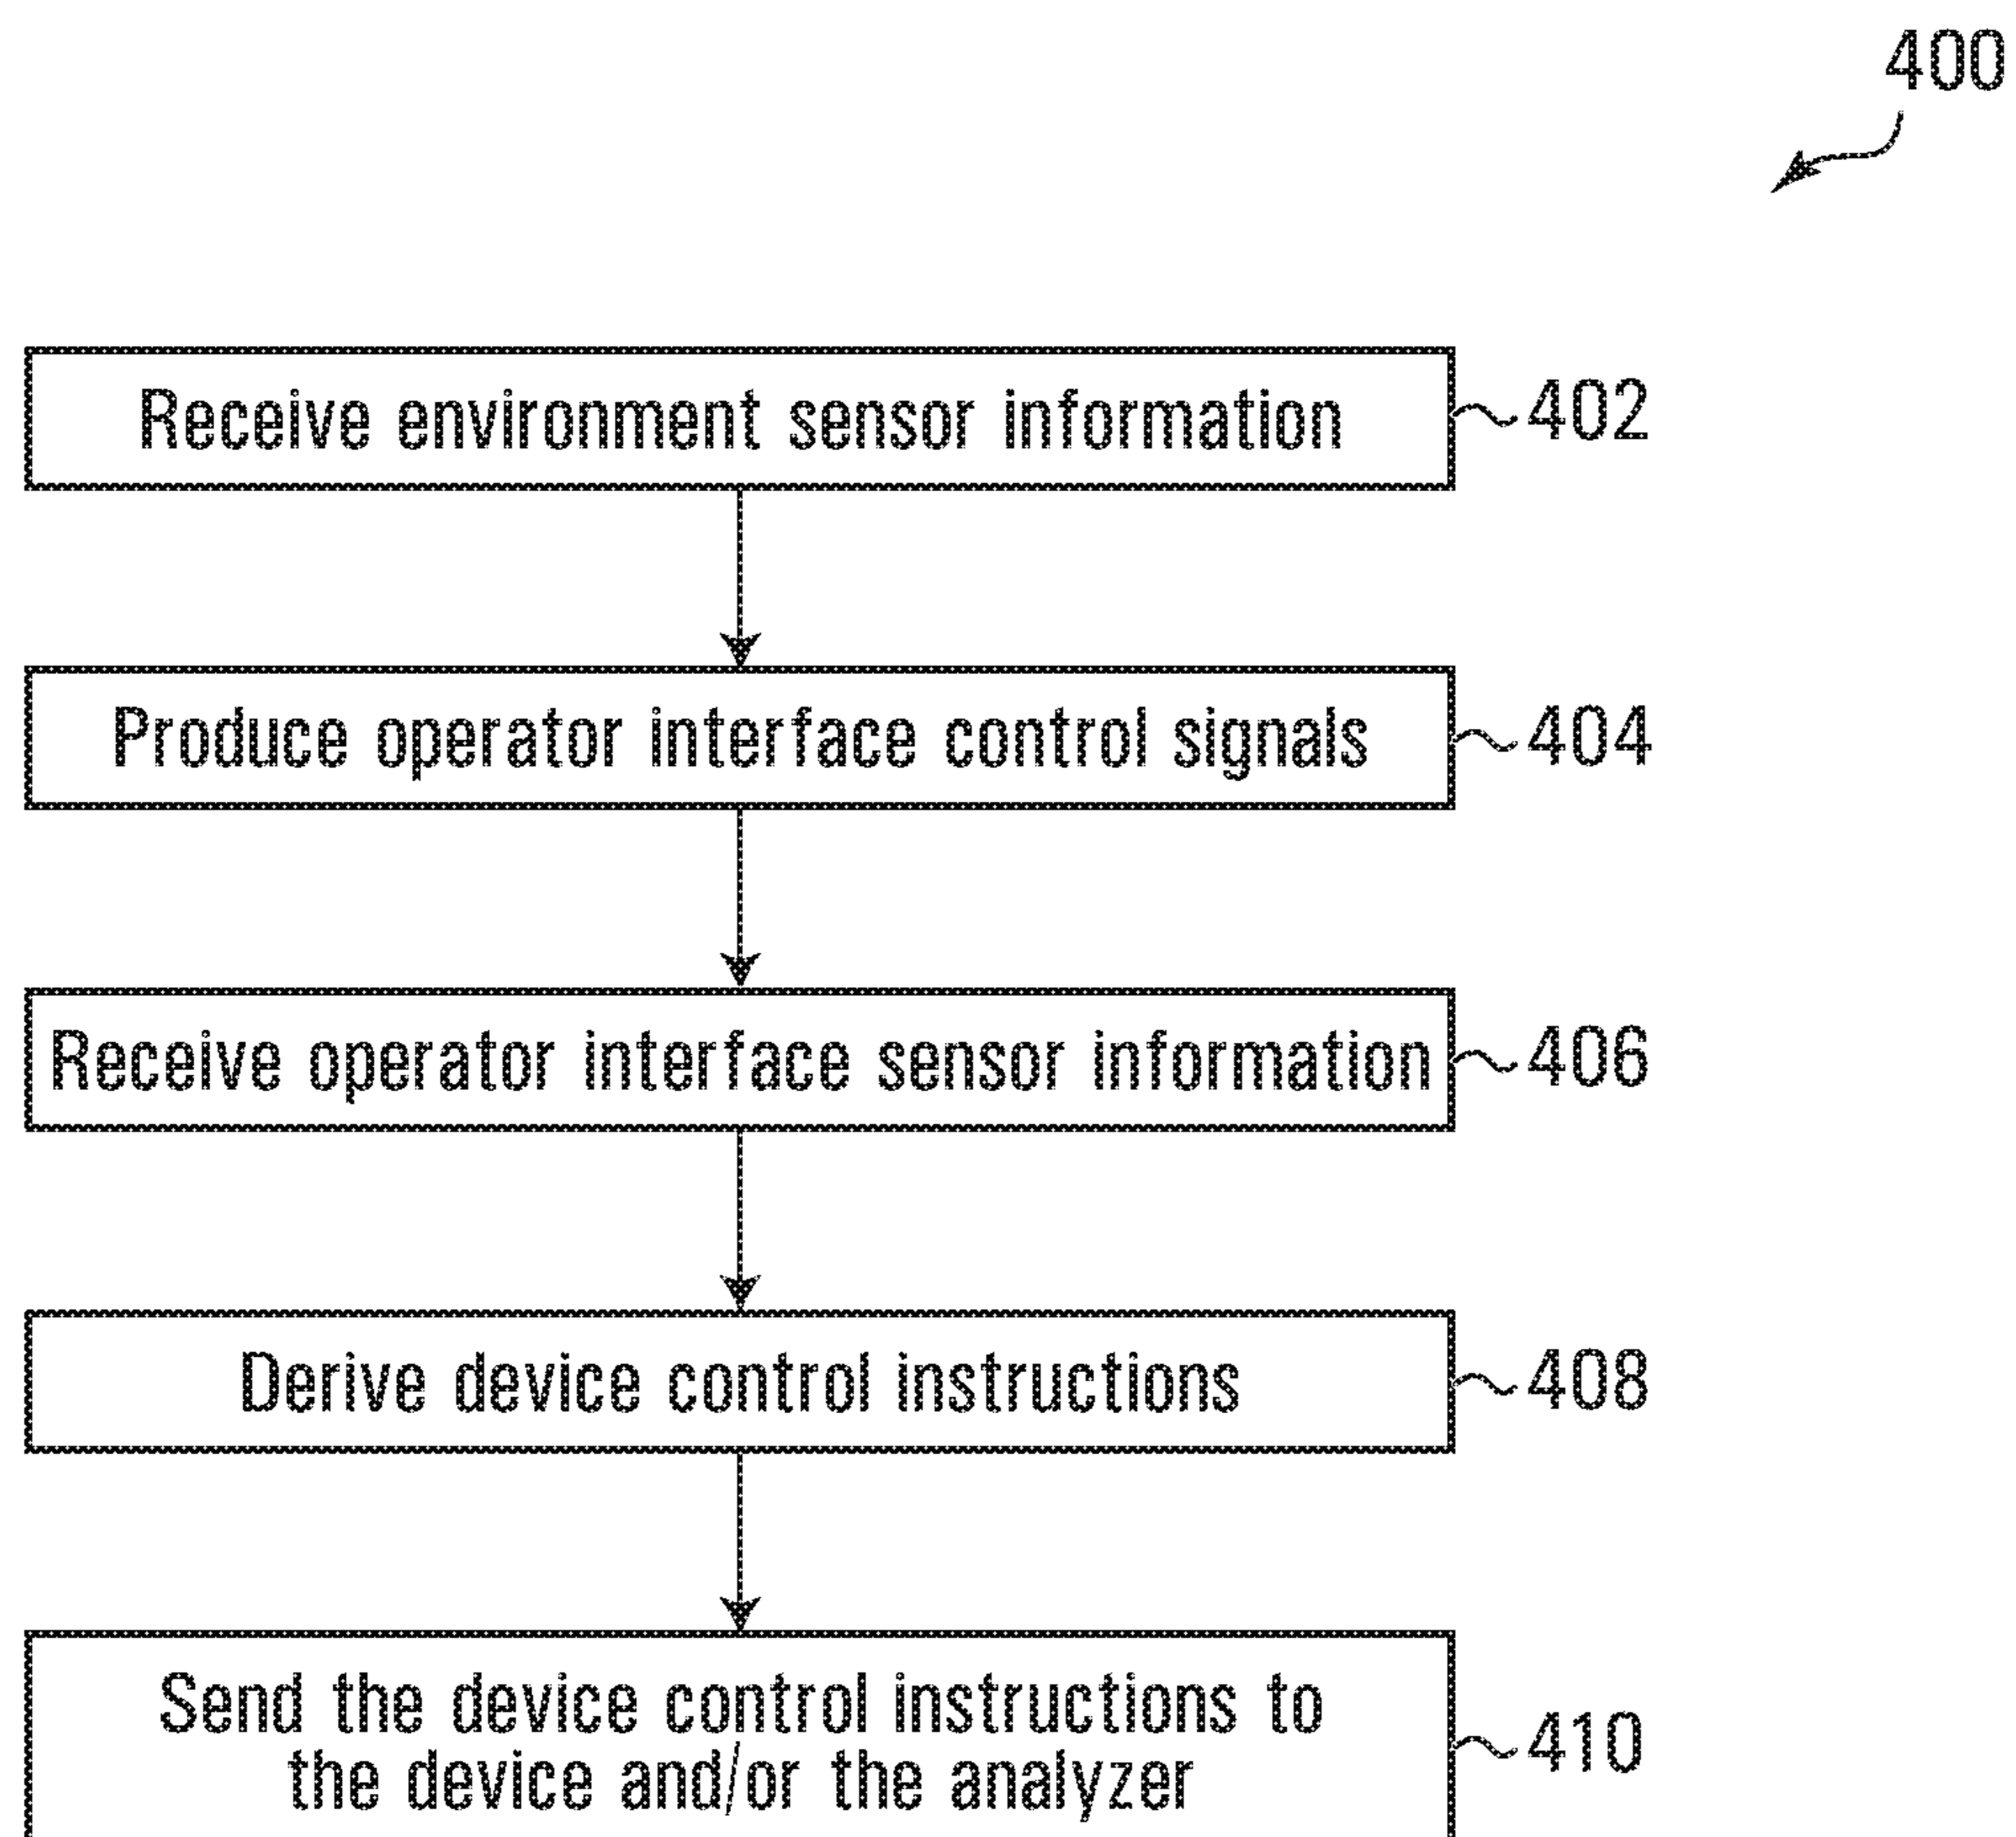 400
Receive environment sensor information
402
Produce operator interface control signals
404
Receive operator interface sensor information
406
Derive device control instructions
408
Send the device control instructions to
the device and/or the analyzer
410